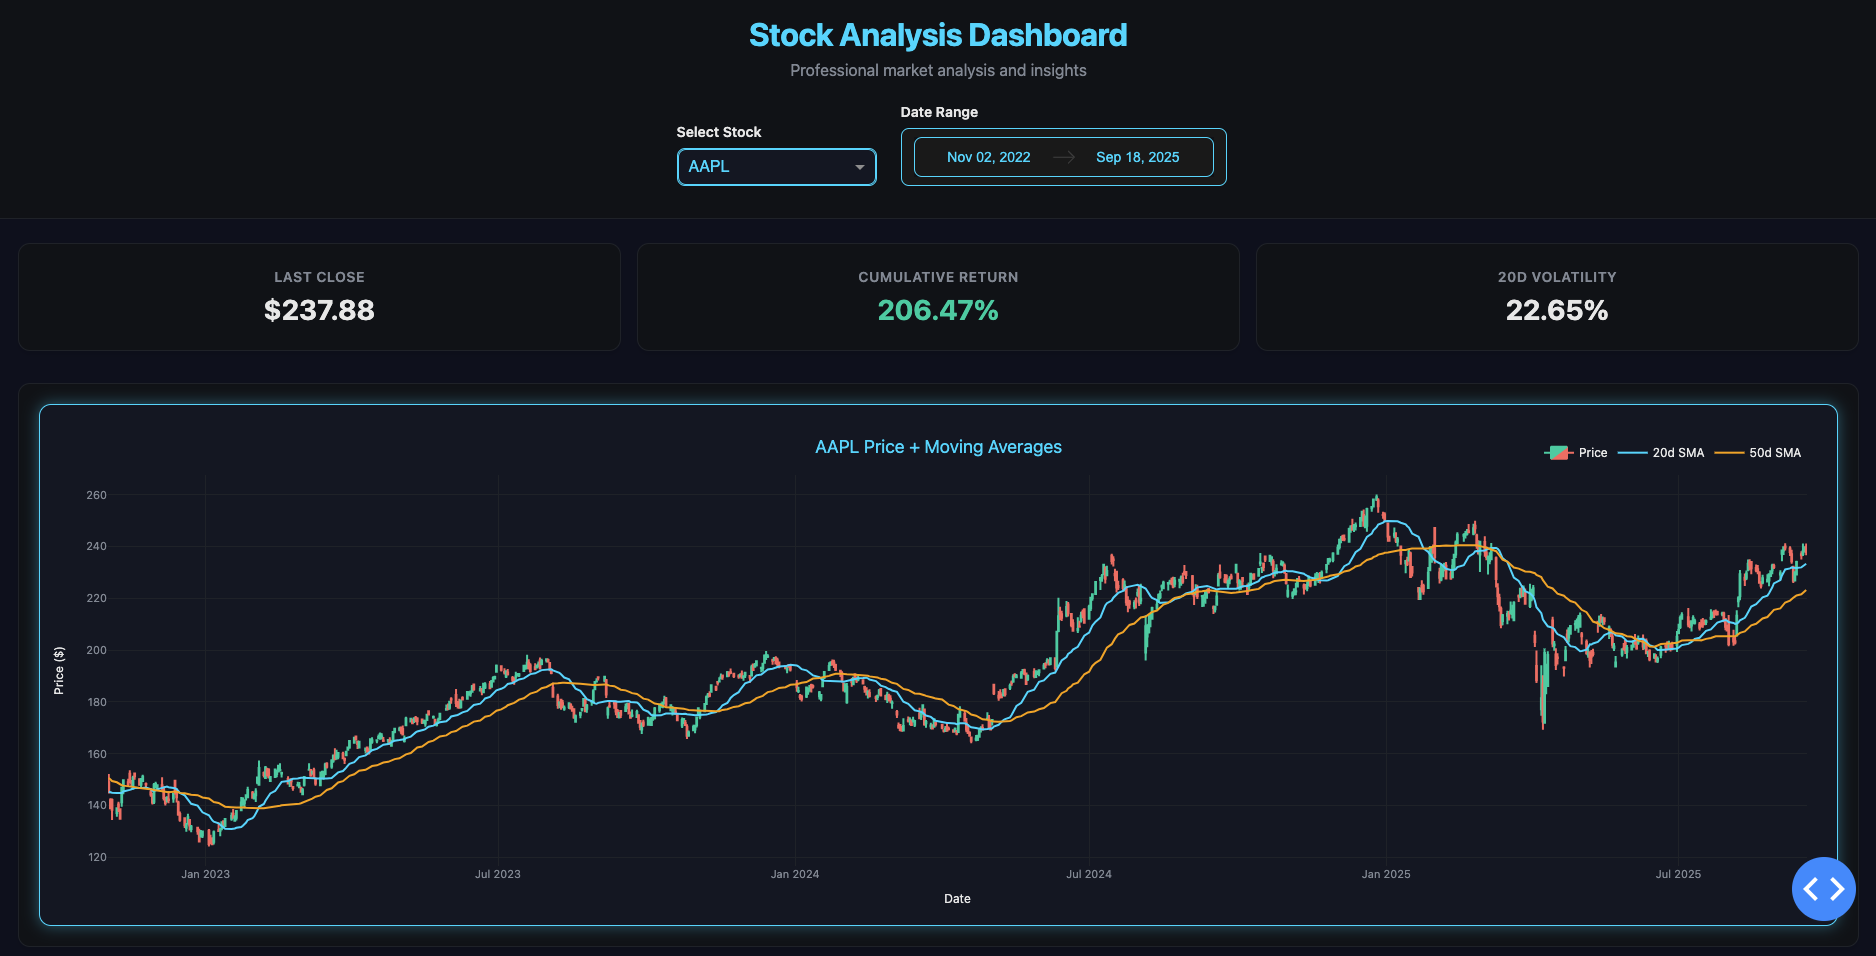 Stock Analysis Dashboard
Professional market analysis and insights
Select Stock
AAPL
Date Range
Nov 02, 2022
Sep 18, 2025
LAST CLOSE
$237.88
CUMULATIVE RETURN
206.47%
20D VOLATILITY
22.65%
AAPL Price + Moving Averages
Price
20d SMA
50d SMA
260
240
220
200
180
160
140
120
Price ($)
Jan 2023
Jul 2023
Jan 2024
Jul 2024
Jan 2025
Jul 2025
Date